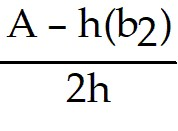 A – h(b₂)
2h